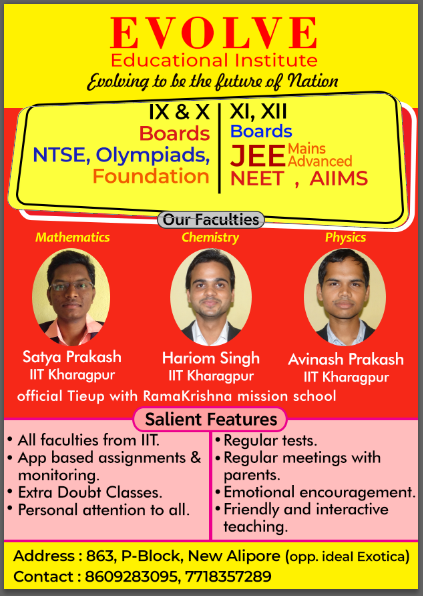 EVOLVE
Educational Institute
Evolving to be the future of Nation
IX & X
Boards
NTSE, Olympiads,
Foundation
XI, XII
Boards
JEE Mains
Advanced
NEET , AIIMS
Our Faculties
Mathematics
Satya Prakash
IIT Kharagpur
Chemistry
Hariom Singh
IIT Kharagpur
Physics
Avinash Prakash
IIT Kharagpur
official Tieup with RamaKrishna mission school
Salient Features
• All faculties from IIT.
• App based assignments &
monitoring.
• Extra Doubt Classes.
• Personal attention to all.
• Regular tests.
• Regular meetings with
parents.
• Emotional encouragement.
• Friendly and interactive
teaching.
Address : 863, P-Block, New Alipore (opp. ideal Exotica)
Contact : 8609283095, 7718357289